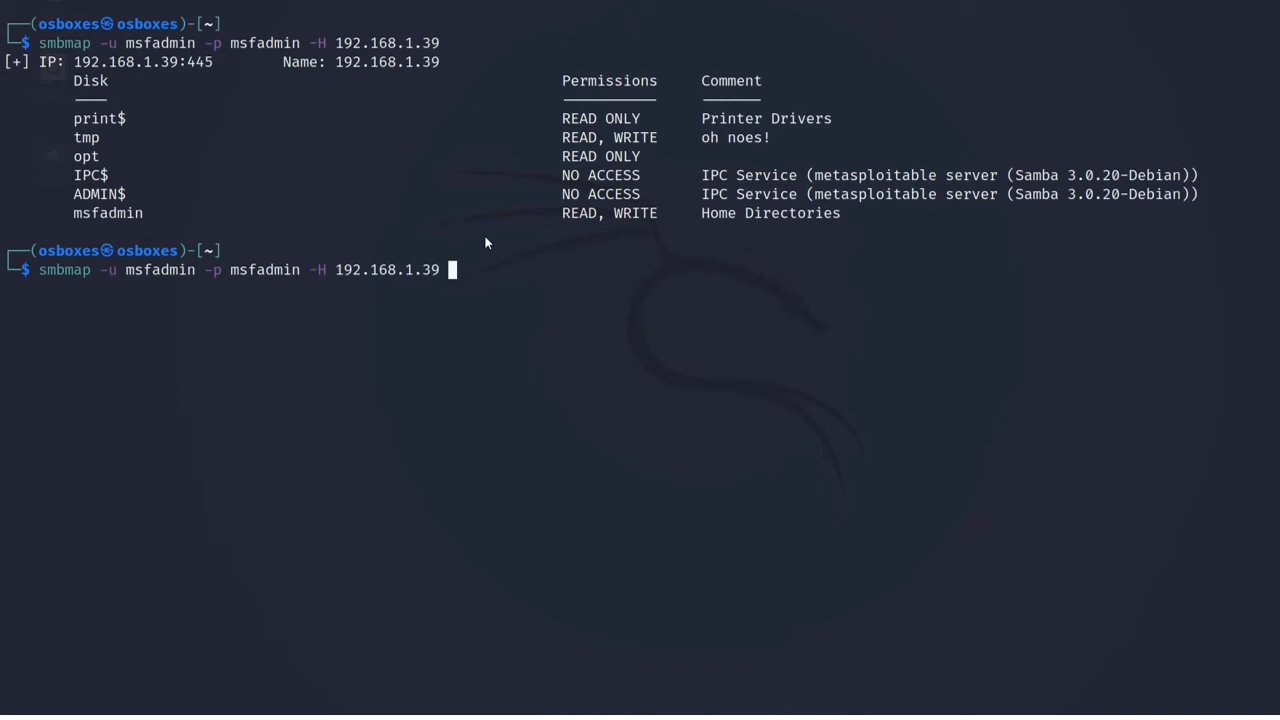 ┌──(osboxes㉿osboxes)-[~]
└─$ smbmap -u msfadmin -p msfadmin -H 192.168.1.39
[+] IP: 192.168.1.39:445 Name: 192.168.1.39
Disk Permissions Comment
---- ----------- -------
print$ READ ONLY Printer Drivers
tmp READ, WRITE oh noes!
opt READ ONLY
IPC$ NO ACCESS IPC Service (metasploitable server (Samba 3.0.20-Debian))
ADMIN$ NO ACCESS IPC Service (metasploitable server (Samba 3.0.20-Debian))
msfadmin READ, WRITE Home Directories
┌──(osboxes㉿osboxes)-[~]
└─$ smbmap -u msfadmin -p msfadmin -H 192.168.1.39